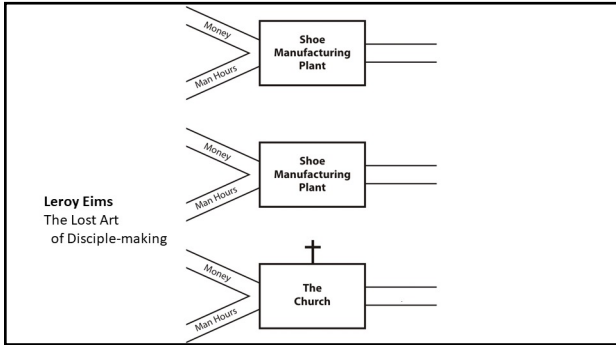 Money
Man Hours
Shoe
Manufacturing
Plant
Money
Man Hours
Shoe
Manufacturing
Plant
Leroy Eims
The Lost Art
of Disciple-making
Money
Man Hours
The
Church